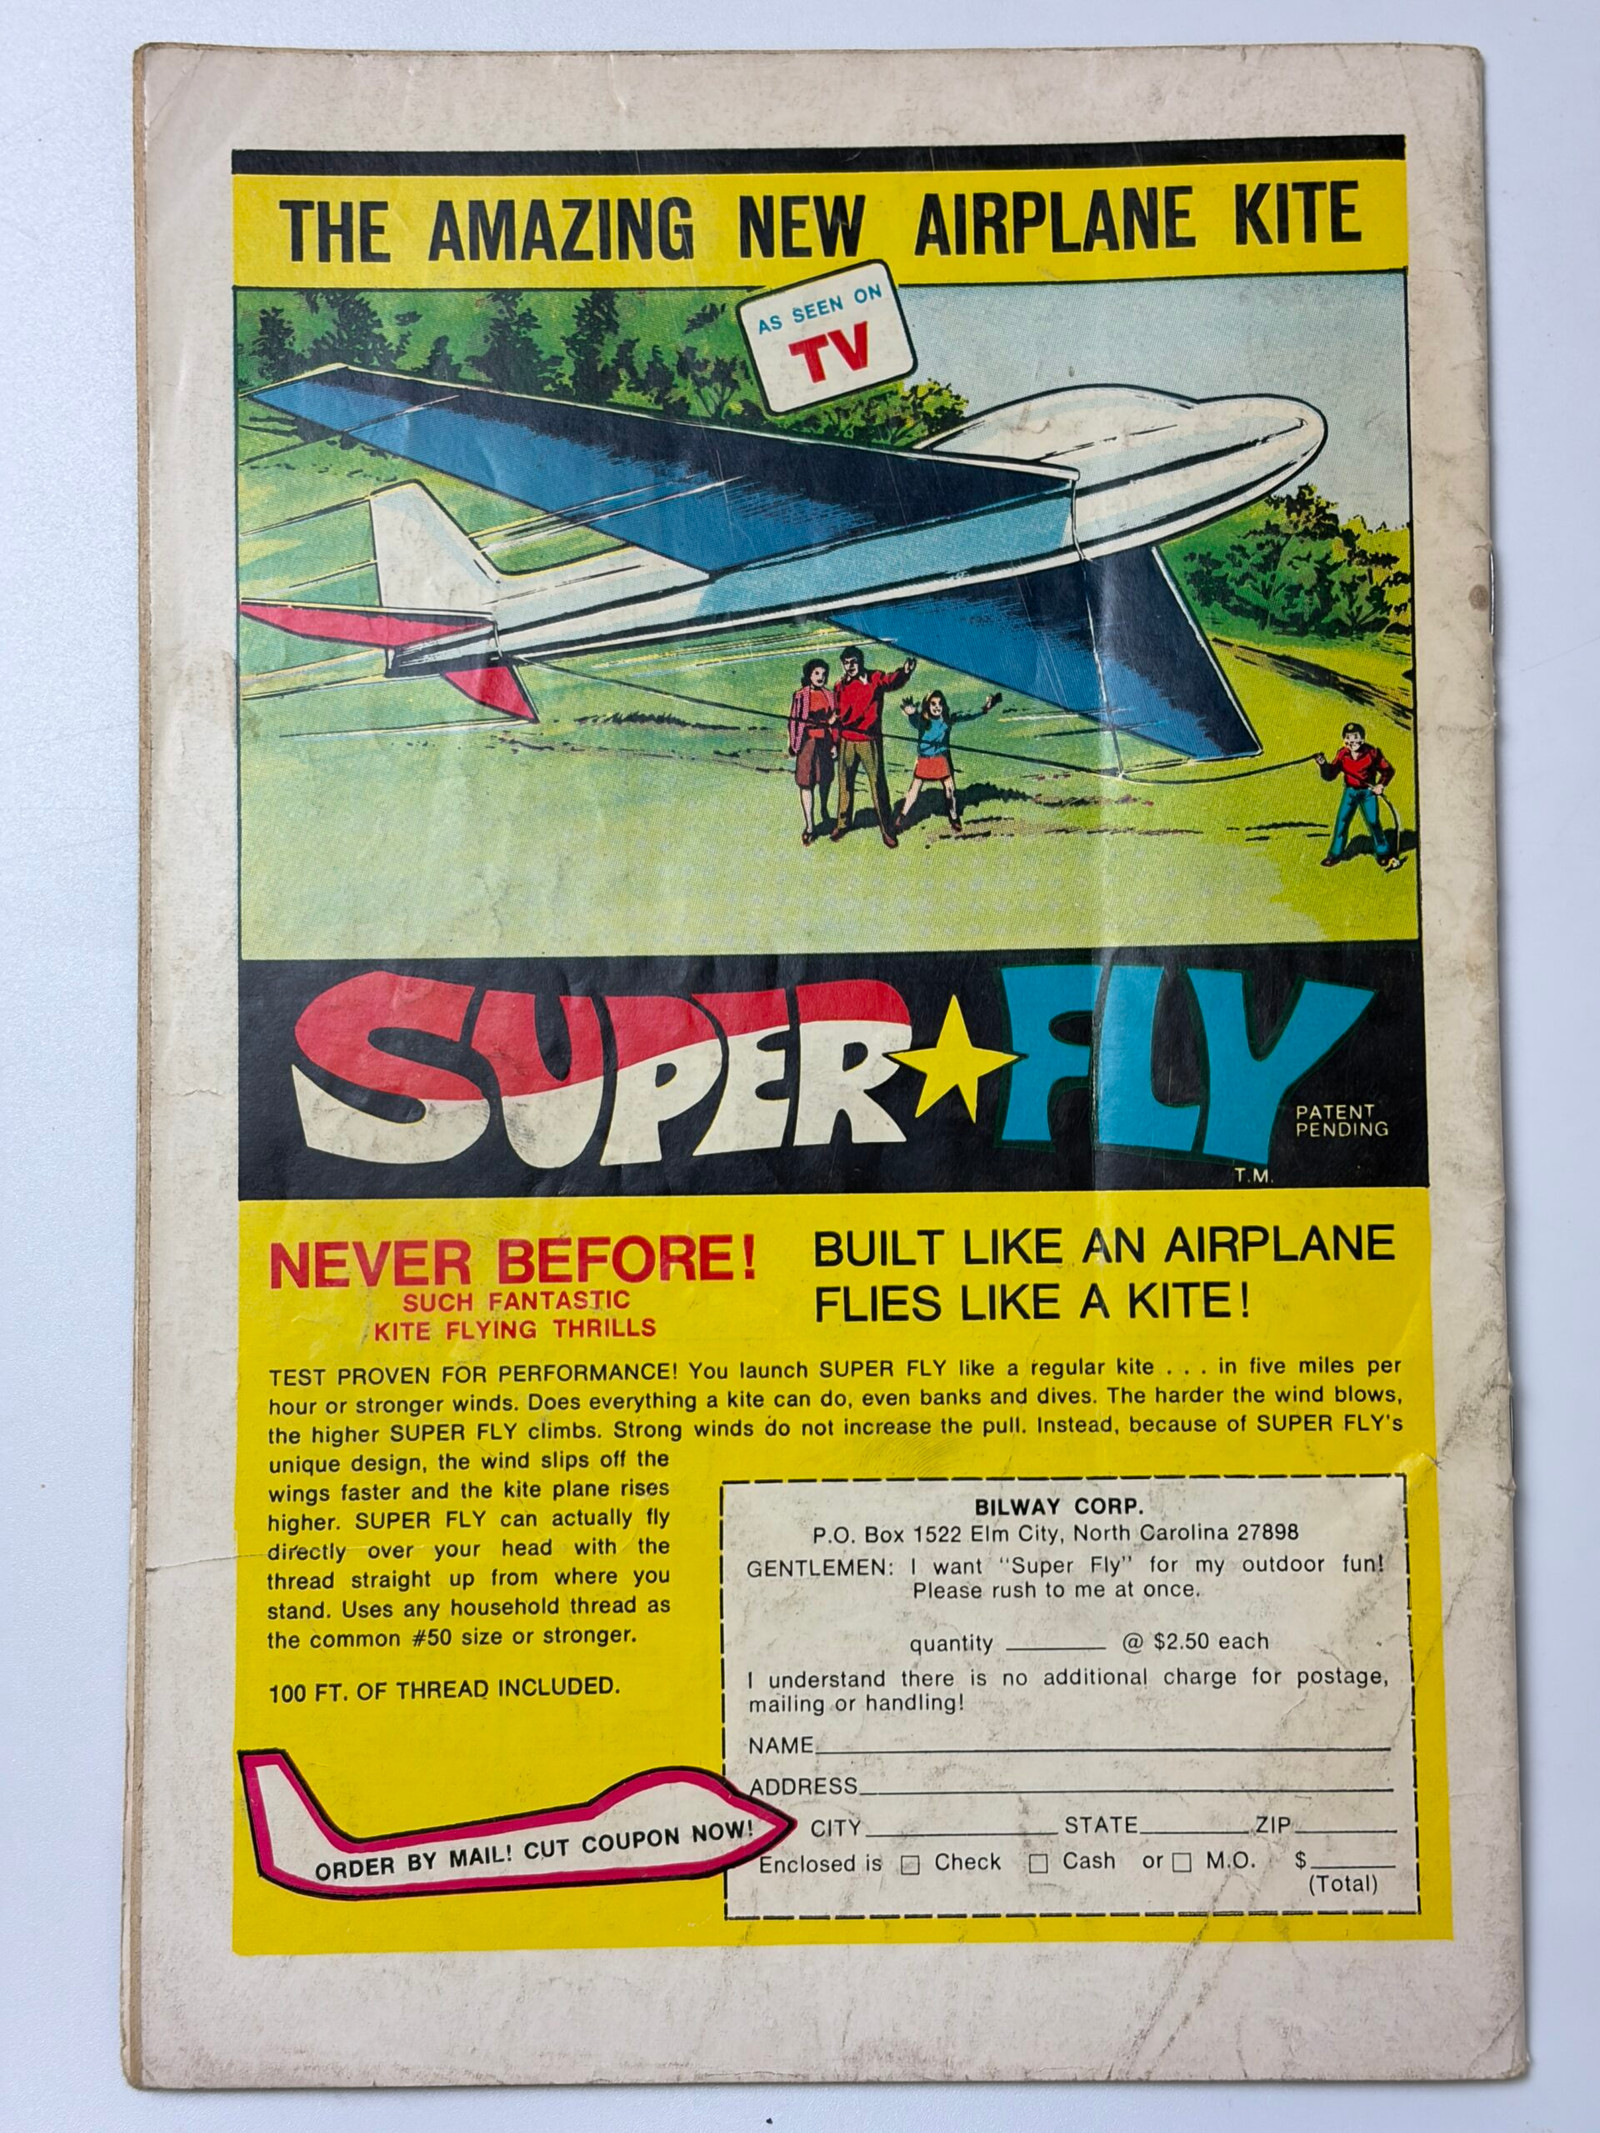 THE AMAZING NEW AIRPLANE KITE
AS SEEN ON
TV
SUPER FLY
PATENT
PENDING
T.M.
NEVER BEFORE!
SUCH FANTASTIC
KITE FLYING THRILLS
BUILT LIKE AN AIRPLANE
FLIES LIKE A KITE!
TEST PROVEN FOR PERFORMANCE! You launch SUPER FLY like a regular kite . . . in five miles per
hour or stronger winds. Does everything a kite can do, even banks and dives. The harder the wind blows,
the higher SUPER FLY climbs. Strong winds do not increase the pull. Instead, because of SUPER FLY's
unique design, the wind slips off the
wings faster and the kite plane rises
higher. SUPER FLY can actually fly
directly over your head with the
thread straight up from where you
stand. Uses any household thread as
the common #50 size or stronger.
100 FT. OF THREAD INCLUDED.
ORDER BY MAIL! CUT COUPON NOW!
BILWAY CORP.
P.O. Box 1522 Elm City, North Carolina 27898
GENTLEMEN: I want "Super Fly" for my outdoor fun!
Please rush to me at once.
quantity ________ @ $2.50 each
I understand there is no additional charge for postage,
mailing or handling!
NAME
ADDRESS
CITY STATE ZIP
Enclosed is □ Check □ Cash or □ M.O. $
(Total)